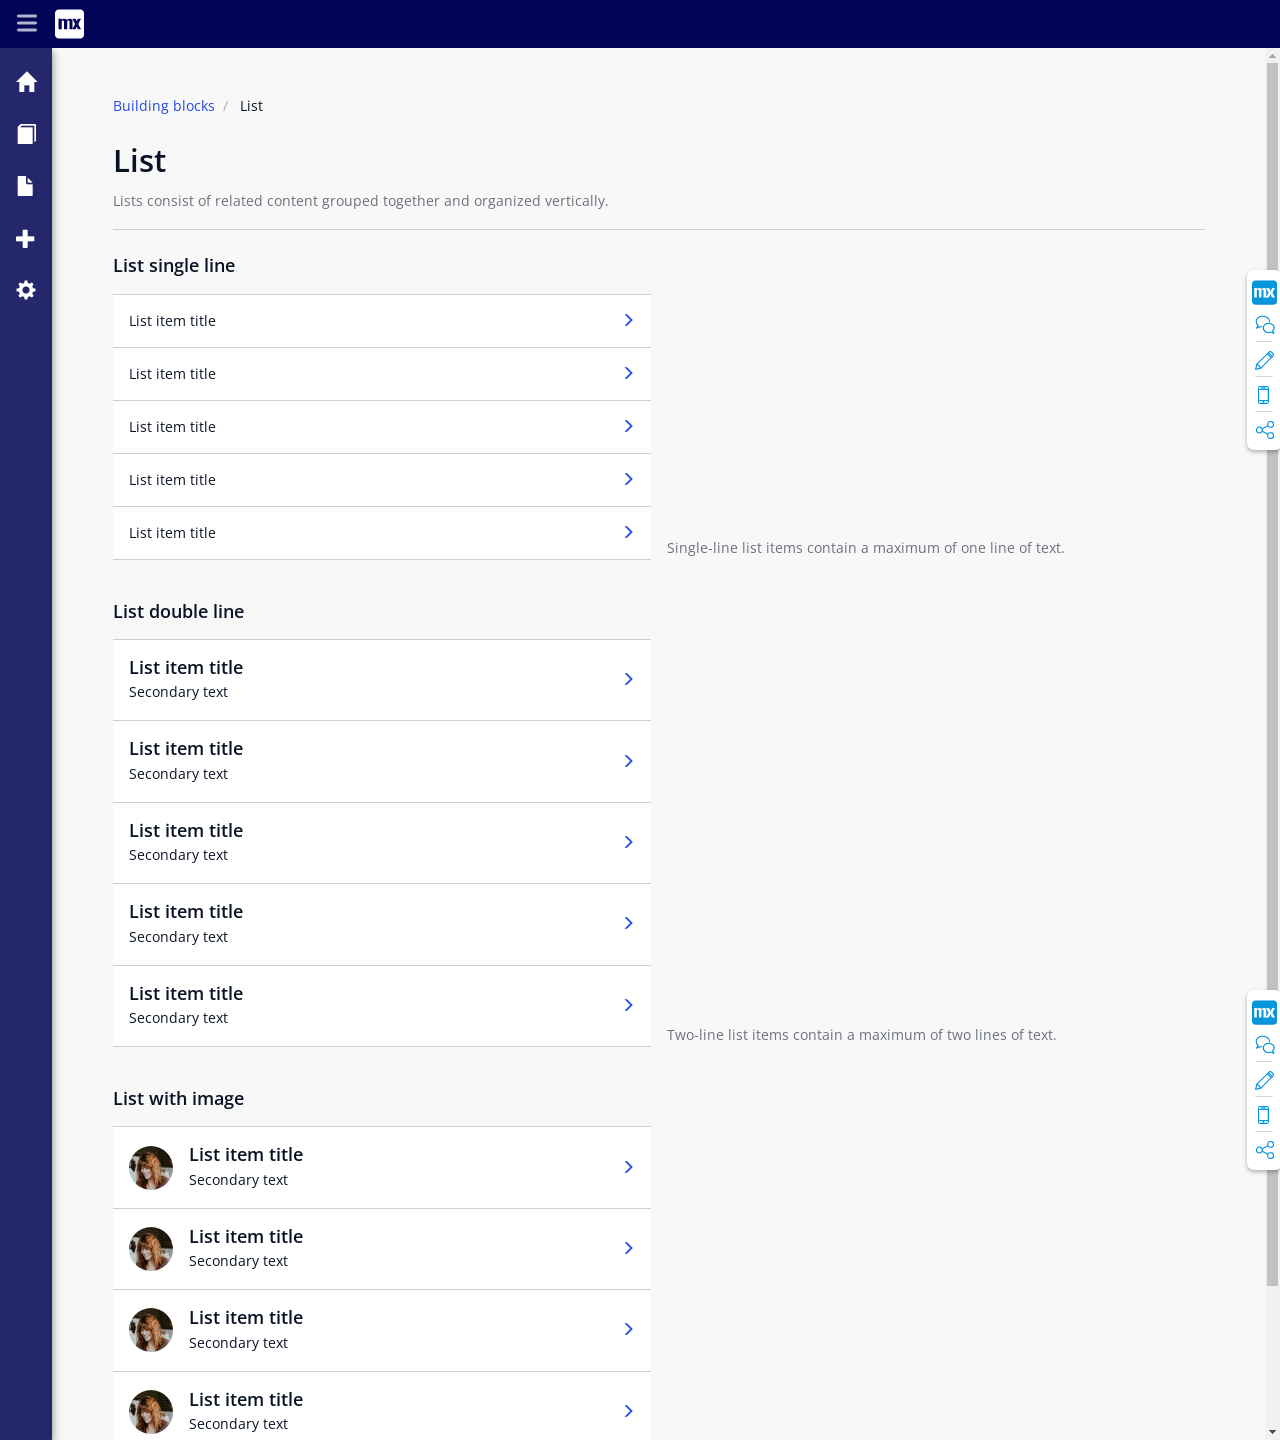 mx
Building blocks / List
List
Lists consist of related content grouped together and organized vertically.
List single line
List item title
mx
List item title
List item title
List item title
List item title
Single-line list items contain a maximum of one line of text.
List double line
List item title
Secondary text
List item title
Secondary text
List item title
Secondary text
List item title
Secondary text
List item title
Secondary text
mx
Two-line list items contain a maximum of two lines of text.
List with image
List item title
Secondary text
List item title
Secondary text
List item title
Secondary text
List item title
Secondary text